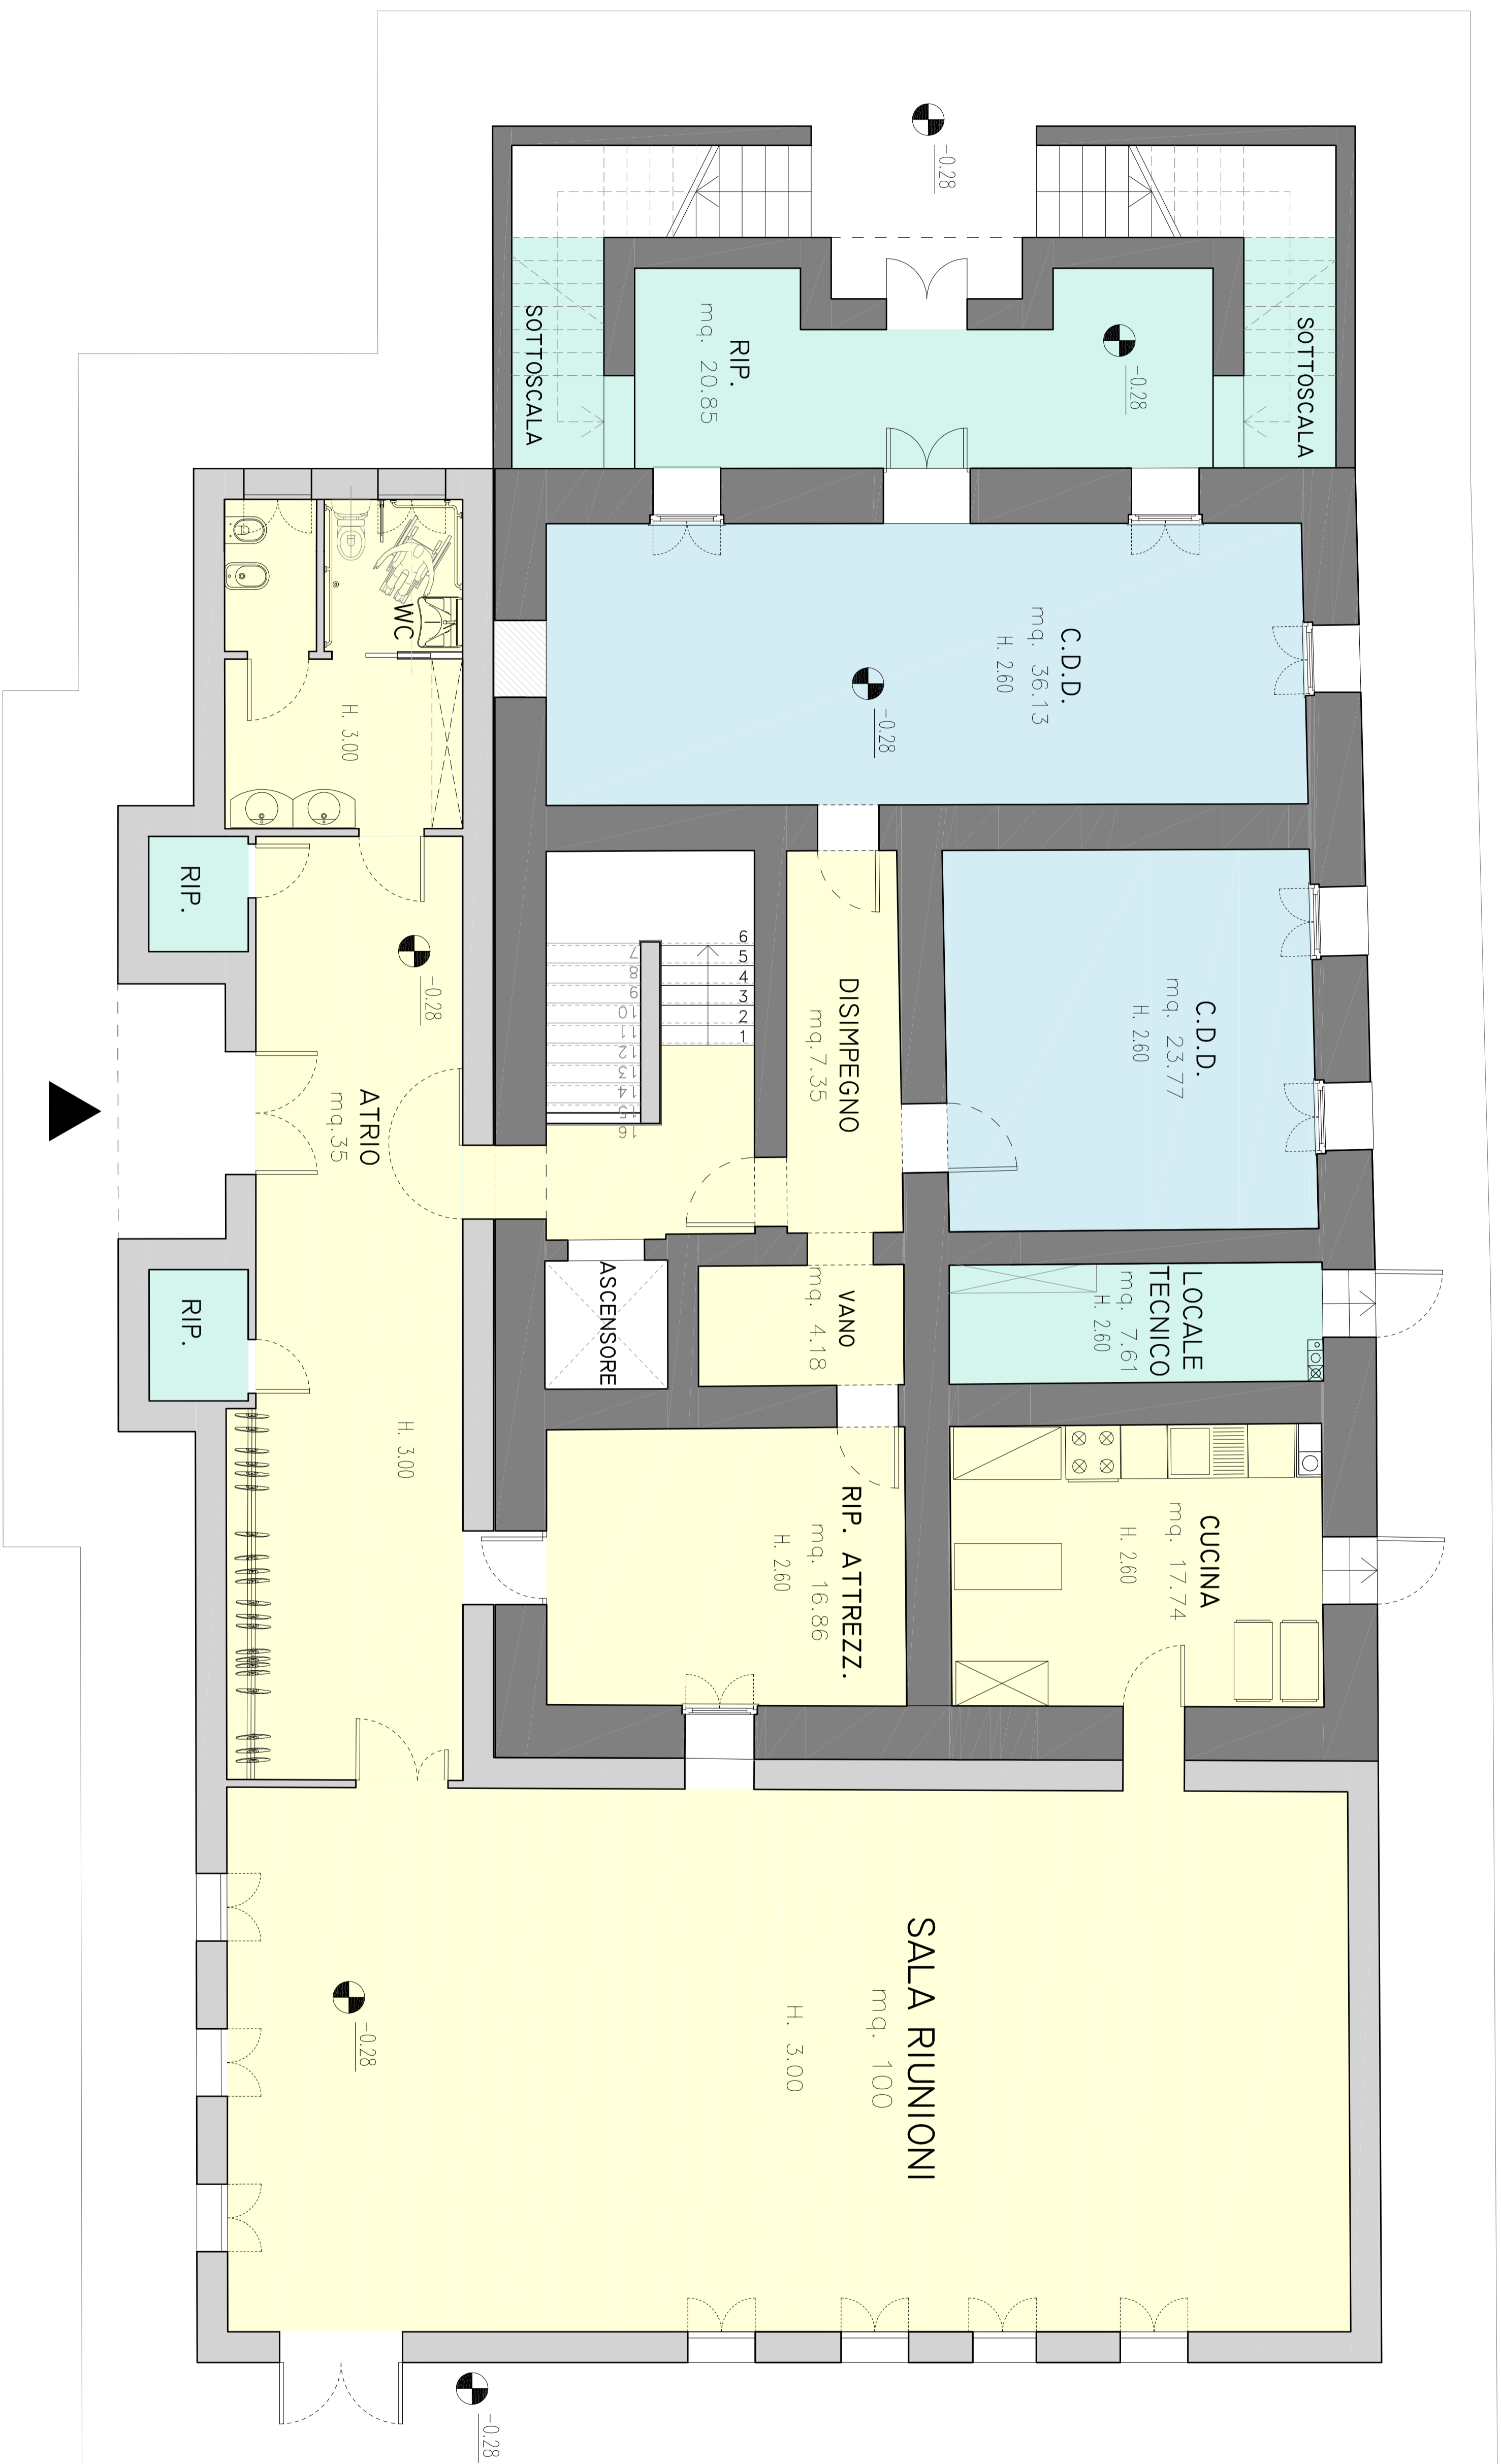 SOTTOSCALA
-0.28
-0.28
RIP.
mq. 20.85
SOTTOSCALA
C.D.D.
mq. 36.13
H. 2.60
-0.28
WC
H. 3.00
C.D.D.
mq. 23.77
H. 2.60
DISIMPEGNO
mq.7.35
6
5
4
3
2
1
7
8
9
10
11
12
13
14
15
16
RIP.
-0.28
ATRIO
mq.35
H. 3.00
RIP.
LOCALE
TECNICO
mq. 7.61
H. 2.60
VANO
mq. 4.18
ASCENSORE
CUCINA
mq. 17.74
H. 2.60
RIP. ATTREZZ.
mq. 16.86
H. 2.60
SALA RIUNIONI
mq. 100
H. 3.00
-0.28
-0.28